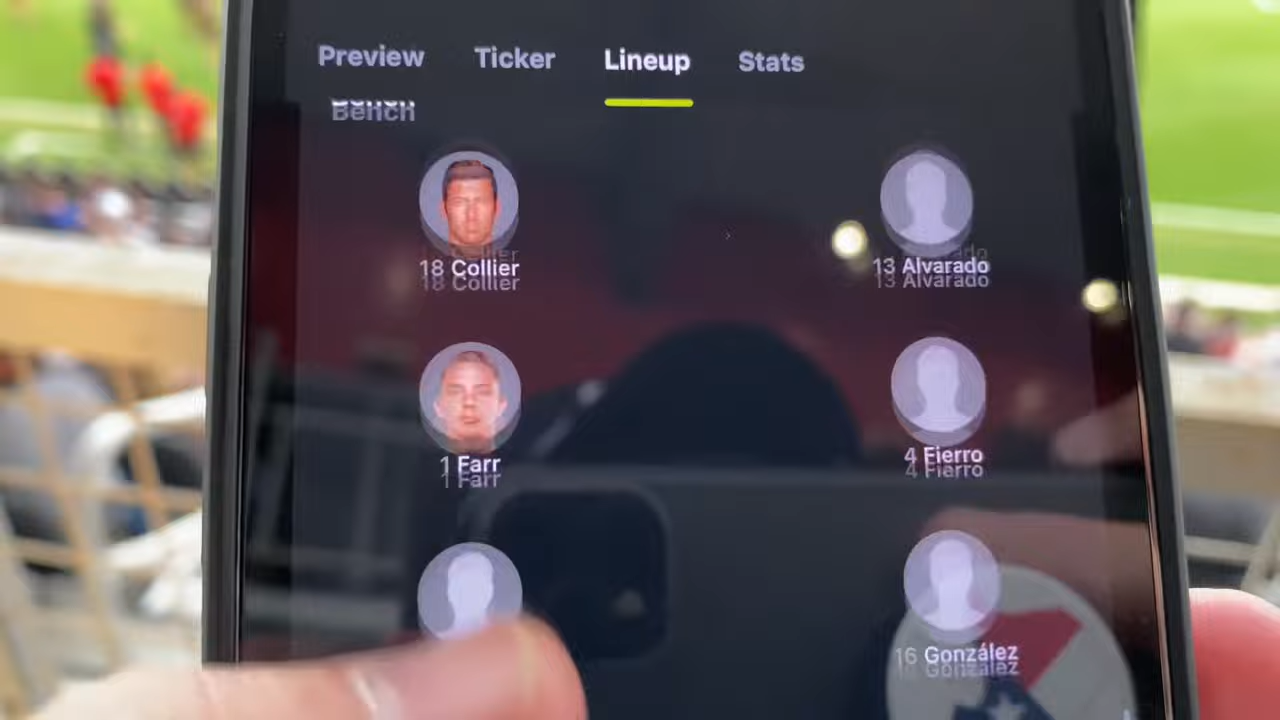 Preview Ticker Lineup Stats
Bench
18 Collier
13 Alvarado
1 Farr
4 Fierro
16 González